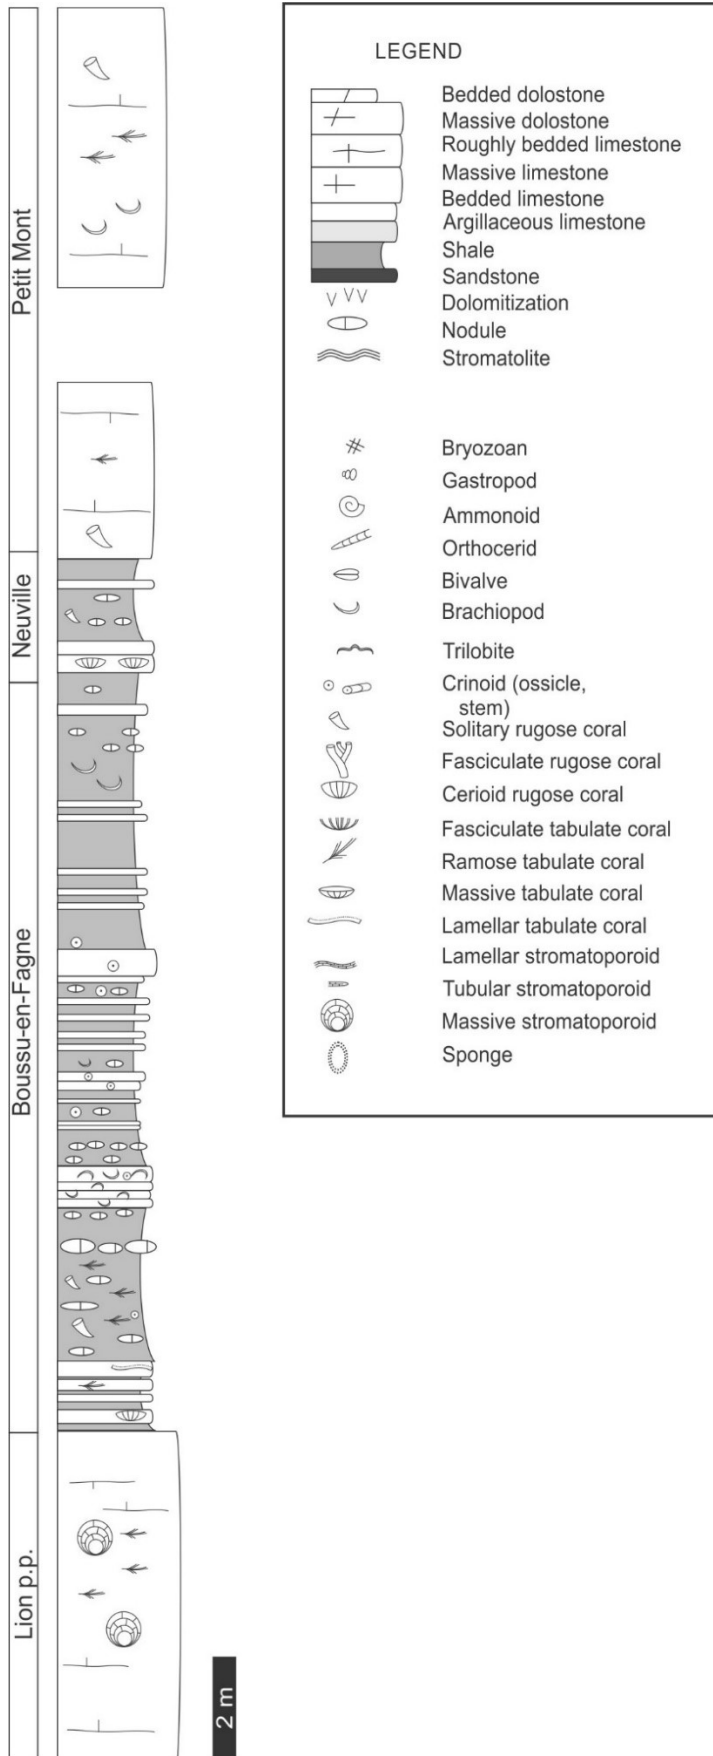 Petit Mont
Neuville
Boussu-en-Fagne
Lion p.p.
2 m
LEGEND
Bedded dolostone
Massive dolostone
Roughly bedded limestone
Massive limestone
Bedded limestone
Argillaceous limestone
Shale
Sandstone
Dolomitization
Nodule
Stromatolite
Bryozoan
Gastropod
Ammonoid
Orthocerid
Bivalve
Brachiopod
Trilobite
Crinoid (ossicle,
stem)
Solitary rugose coral
Fasciculate rugose coral
Cerioid rugose coral
Fasciculate tabulate coral
Ramose tabulate coral
Massive tabulate coral
Lamellar tabulate coral
Lamellar stromatoporoid
Tubular stromatoporoid
Massive stromatoporoid
Sponge